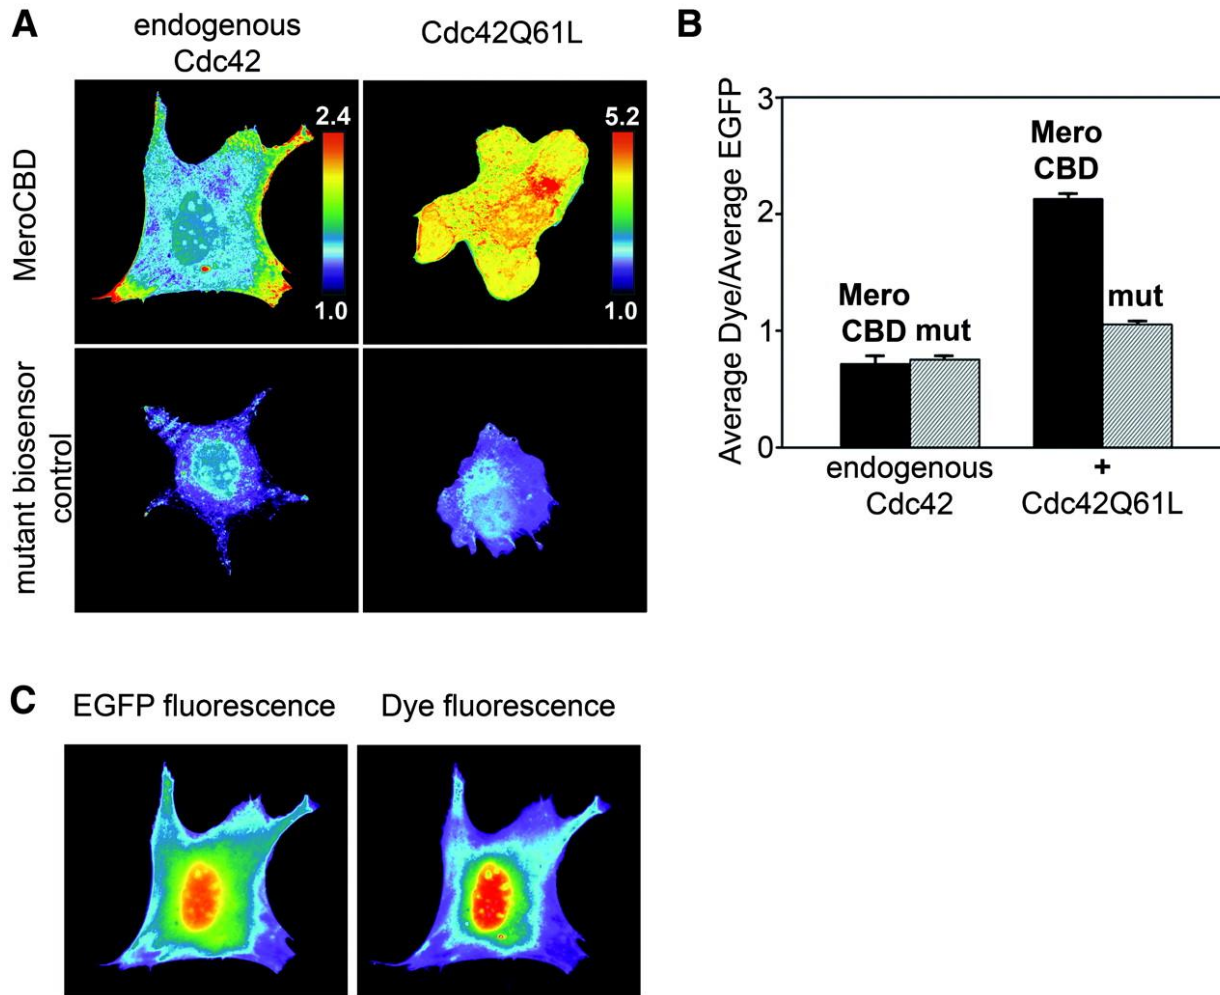 A
endogenous
Cdc42
Cdc42Q61L
MeroCBD
2.4
1.0
5.2
1.0
mutant biosensor
control
B
Average Dye/Average EGFP
3
2
1
0
Mero
CBD
mut
Mero
CBD
mut
endogenous
Cdc42
+
Cdc42Q61L
C
EGFP fluorescence
Dye fluorescence